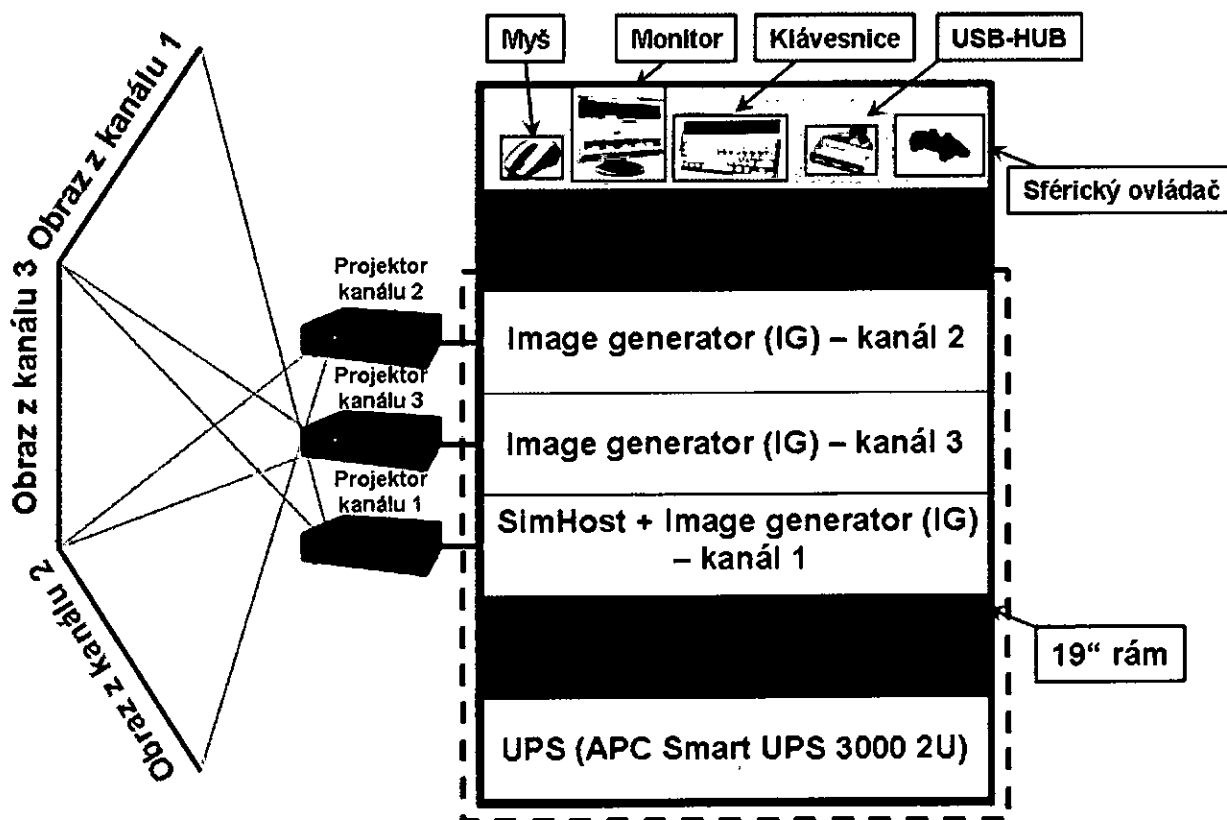 Myš
Monitor
Klávesnice
USB-HUB
Sférický ovládač
Obraz z kanálu 1
Obraz z kanálu 3
Obraz z kanálu 2
Projektor
kanálu 2
Projektor
kanálu 3
Projektor
kanálu 1
Image generator (IG) – kanál 2
Image generator (IG) – kanál 3
SimHost + Image generator (IG)
– kanál 1
19“ rám
UPS (APC Smart UPS 3000 2U)